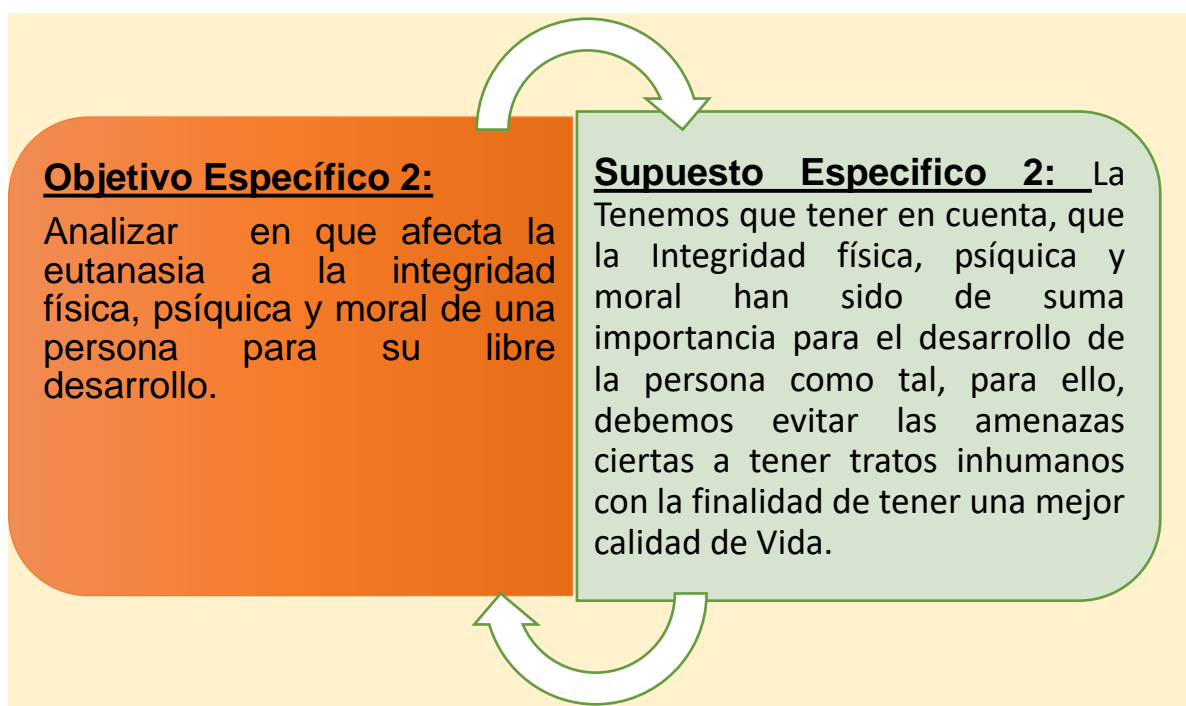 Objetivo Específico 2:
Analizar en que afecta la
eutanasia a la integridad
física, psíquica y moral de una
persona para su libre
desarrollo.
Supuesto Especifico 2: La
Tenemos que tener en cuenta, que
la Integridad física, psíquica y
moral han sido de suma
importancia para el desarrollo de
la persona como tal, para ello,
debemos evitar las amenazas
ciertas a tener tratos inhumanos
con la finalidad de tener una mejor
calidad de Vida.